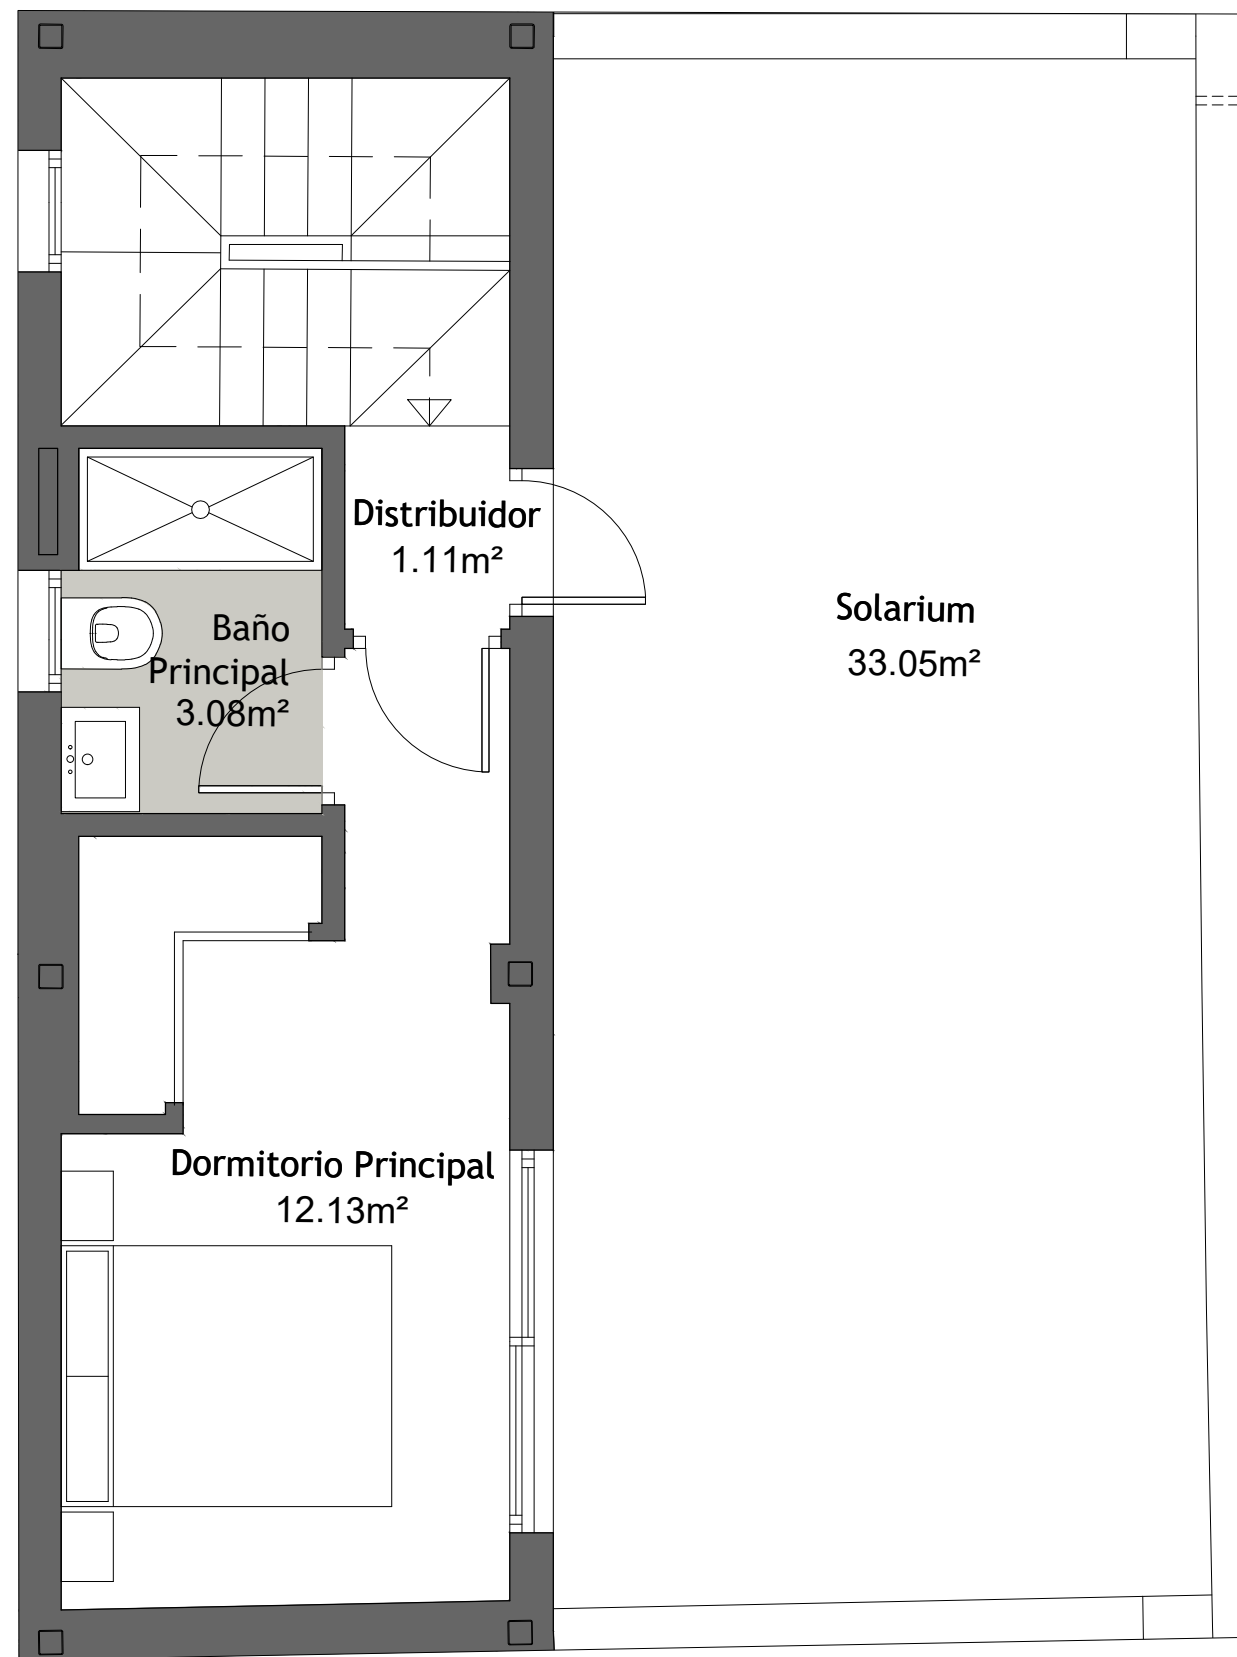 Distribuidor
1.11m²
Solarium
33.05m²
Baño
Principal
3.08m²
Dormitorio Principal
12.13m²